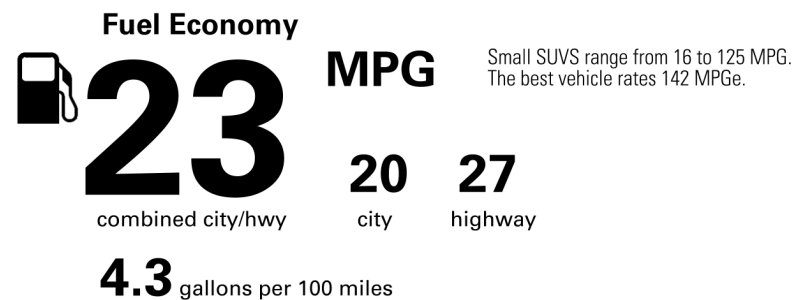 Fuel Economy
23 MPG
Small SUVS range from 16 to 125 MPG.
The best vehicle rates 142 MPGe.
combined city/hwy
20
city
27
highway
4.3 gallons per 100 miles